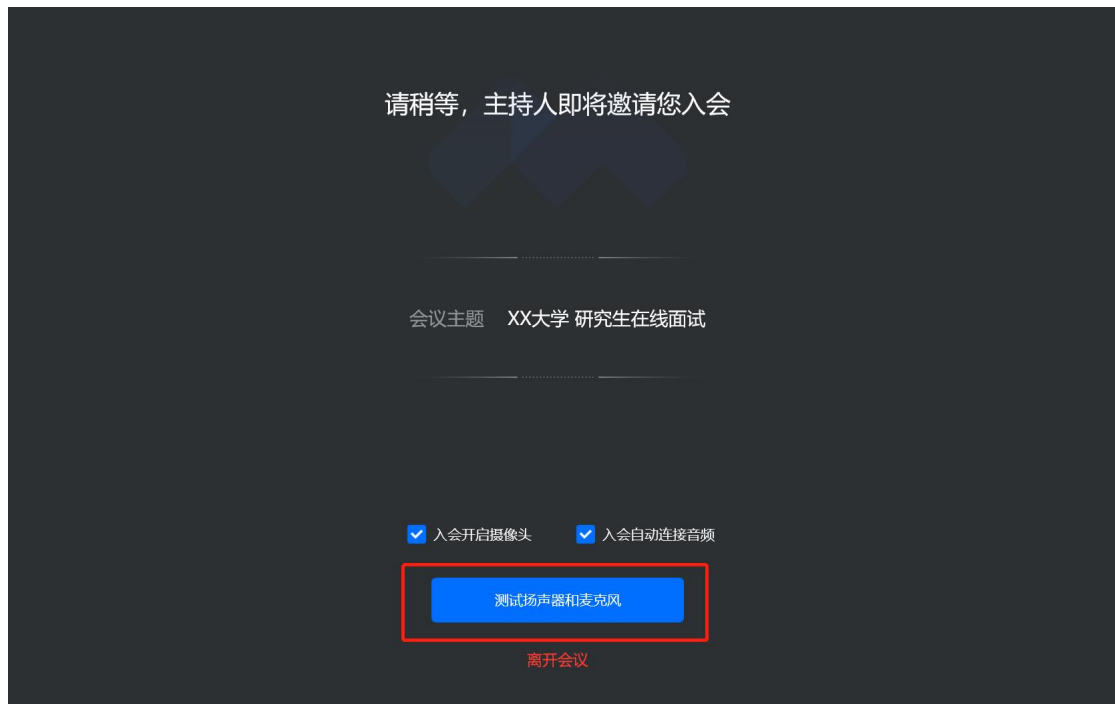 请稍等，主持人即将邀请您入会
会议主题 XX大学 研究生在线面试
入会开启摄像头 入会自动连接音频
测试扬声器和麦克风
离开会议